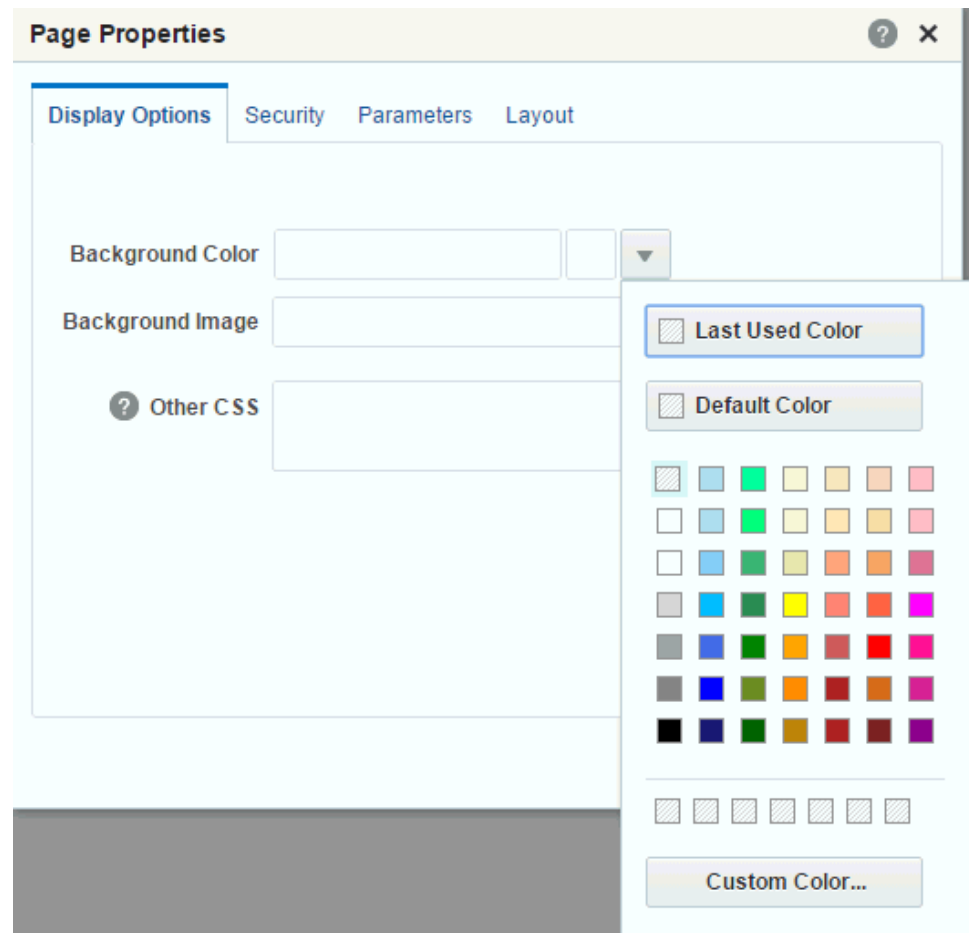 Page Properties ? ×
Display Options Security Parameters Layout
Background Color
Background Image
? Other CSS
Last Used Color
Default Color
Custom Color...